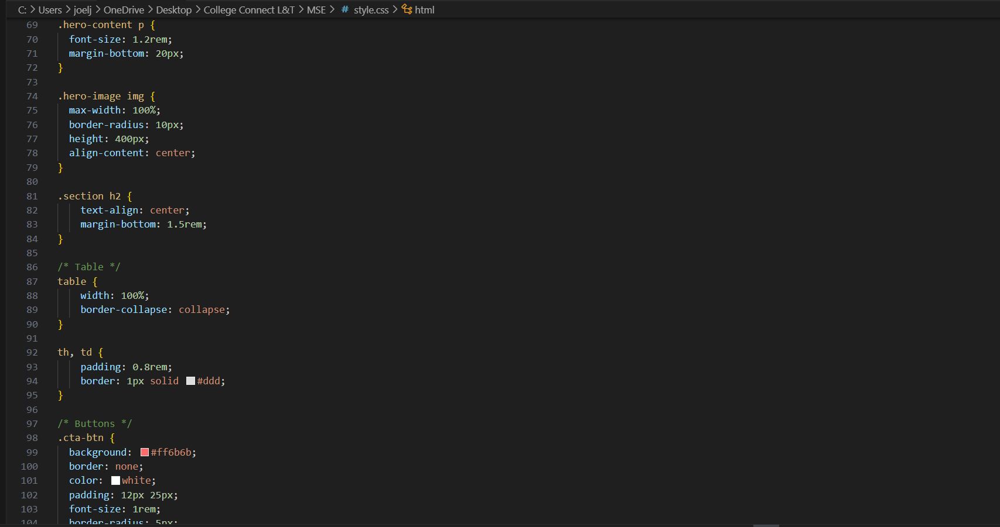 C: > Users > joelj > OneDrive > Desktop > College Connect L&T > MSE > # style.css > html
69 .hero-content p {
70   font-size: 1.2rem;
71   margin-bottom: 20px;
72 }
73
74 .hero-image img {
75   max-width: 100%;
76   border-radius: 10px;
77   height: 400px;
78   align-content: center;
79 }
80
81 .section h2 {
82     text-align: center;
83     margin-bottom: 1.5rem;
84 }
85
86 /* Table */
87 table {
88     width: 100%;
89     border-collapse: collapse;
90 }
91
92 th, td {
93     padding: 0.8rem;
94     border: 1px solid #ddd;
95 }
96
97 /* Buttons */
98 .cta-btn {
99   background: #ff6b6b;
100   border: none;
101   color: white;
102   padding: 12px 25px;
103   font-size: 1rem;
104   border-radius: 5px;